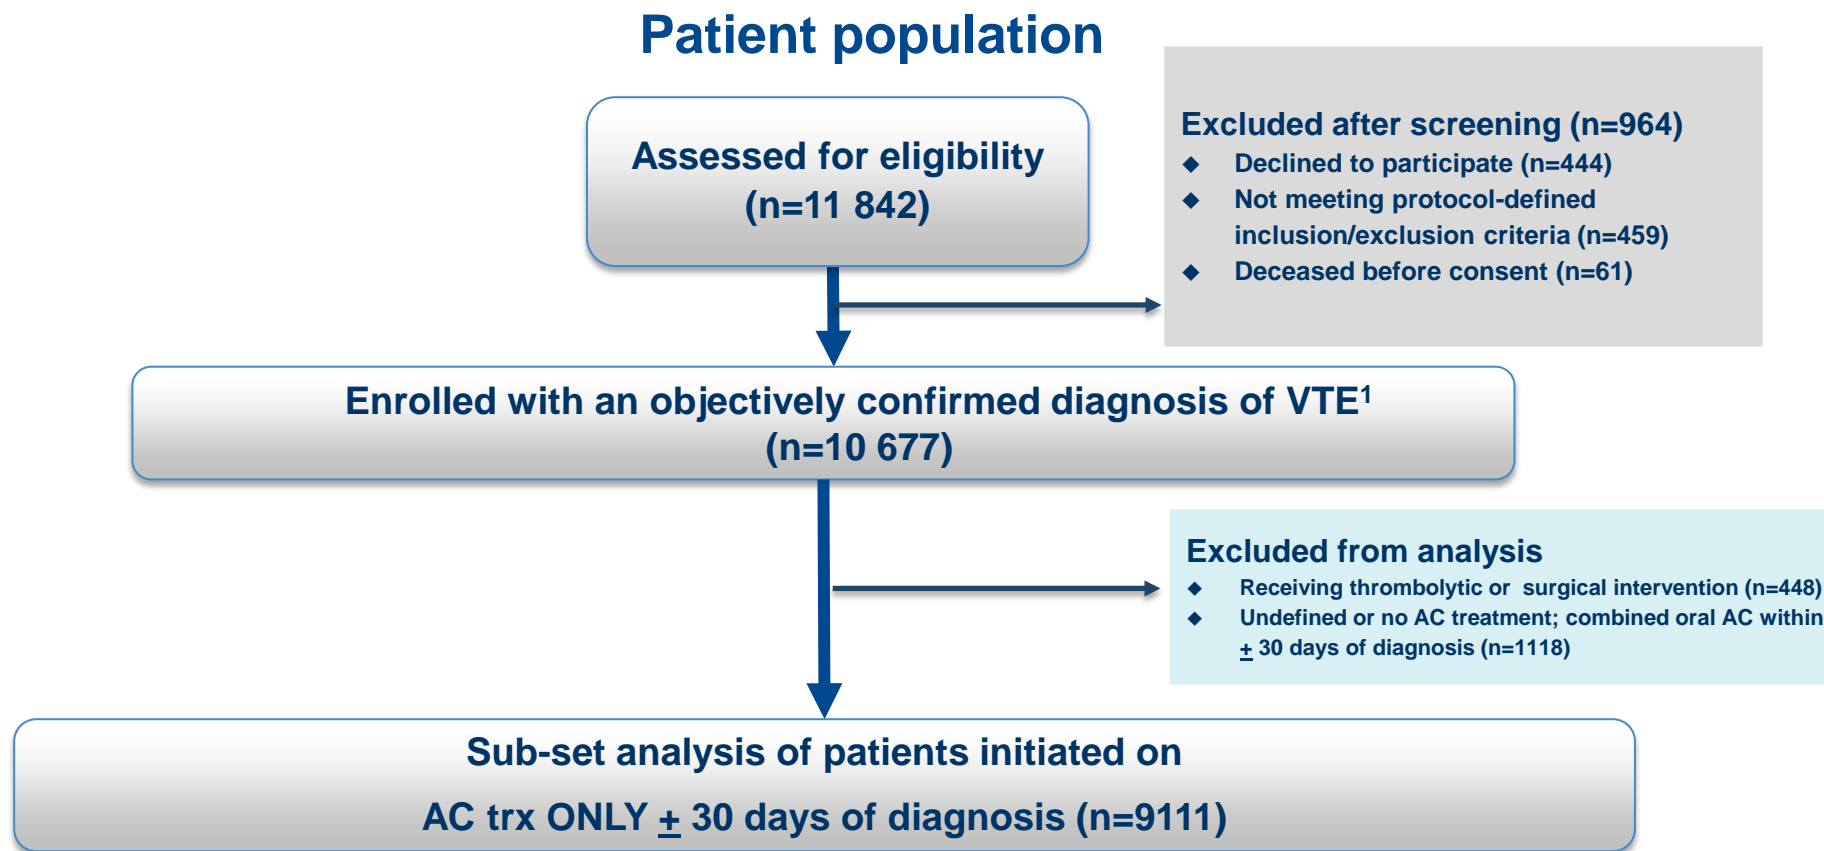 Patient population
Assessed for eligibility
(n=11 842)
Excluded after screening (n=964)
◆ Declined to participate (n=444)
◆ Not meeting protocol-defined
inclusion/exclusion criteria (n=459)
◆ Deceased before consent (n=61)
Enrolled with an objectively confirmed diagnosis of VTE¹
(n=10 677)
Excluded from analysis
◆ Receiving thrombolytic or surgical intervention (n=448)
◆ Undefined or no AC treatment; combined oral AC within
± 30 days of diagnosis (n=1118)
Sub-set analysis of patients initiated on
AC trx ONLY ± 30 days of diagnosis (n=9111)